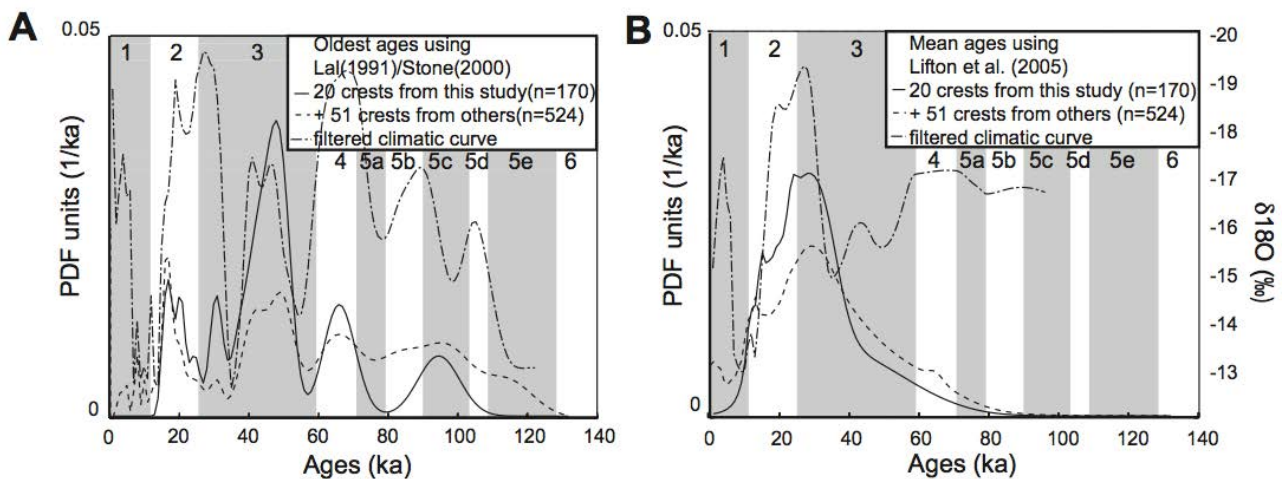 A
0.05
PDF units (1/ka)
0
1 2 3
Oldest ages using
Lal(1991)/Stone(2000)
20 crests from this study(n=170)
+ 51 crests from others(n=524)
filtered climatic curve
4 5a 5b 5c 5d 5e 6
0 20 40 60 80 100 120 140
Ages (ka)
B
0.05
PDF units (1/ka)
0
1 2 3
Mean ages using
Lifton et al. (2005)
20 crests from this study (n=170)
+ 51 crests from others (n=524)
filtered climatic curve
4 5a 5b 5c 5d 5e 6
0 20 40 60 80 100 120 140
Ages (ka)
-20
-19
-18
-17
-16
-15
-14
-13
δ18O (‰)